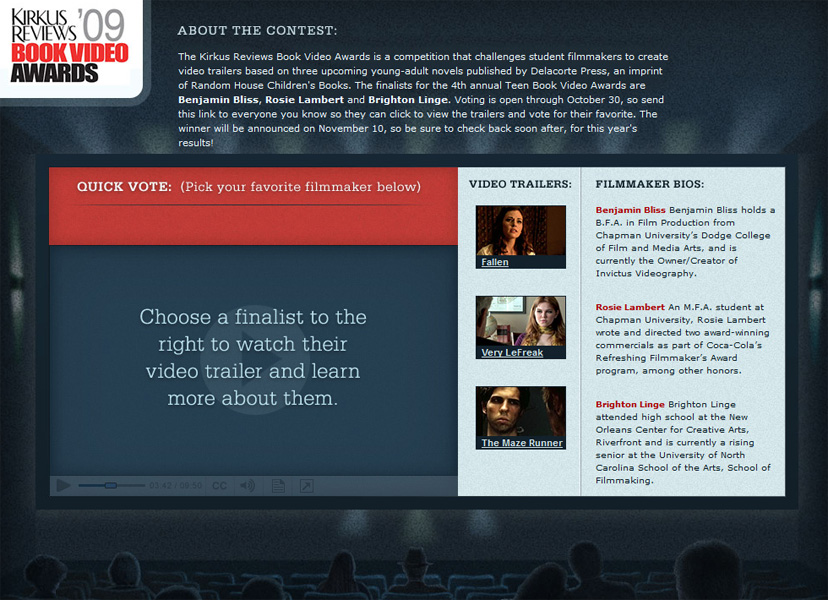 KIRKUS '09
REVIEWS
BOOK VIDEO
AWARDS
ABOUT THE CONTEST:
The Kirkus Reviews Book Video Awards is a competition that challenges student filmmakers to create
video trailers based on three upcoming young-adult novels published by Delacorte Press, an imprint
of Random House Children's Books. The finalists for the 4th annual Teen Book Video Awards are
Benjamin Bliss, Rosie Lambert and Brighton Linge. Voting is open through October 30, so send
this link to everyone you know so they can click to view the trailers and vote for their favorite. The
winner will be announced on November 10, so be sure to check back soon after, for this year's
results!
QUICK VOTE: (Pick your favorite filmmaker below)
Choose a finalist to the
right to watch their
video trailer and learn
more about them.
CC
VIDEO TRAILERS:
Fallen
Very LeFreak
The Maze Runner
FILMMAKER BIOS:
Benjamin Bliss Benjamin Bliss holds a
B.F.A. in Film Production from
Chapman University's Dodge College
of Film and Media Arts, and is
currently the Owner/Creator of
Invictus Videography.
Rosie Lambert An M.F.A. student at
Chapman University, Rosie Lambert
wrote and directed two award-winning
commercials as part of Coca-Cola's
Refreshing Filmmaker's Award
program, among other honors.
Brighton Linge Brighton Linge
attended high school at the New
Orleans Center for Creative Arts,
Riverfront and is currently a rising
senior at the University of North
Carolina School of the Arts, School of
Filmmaking.